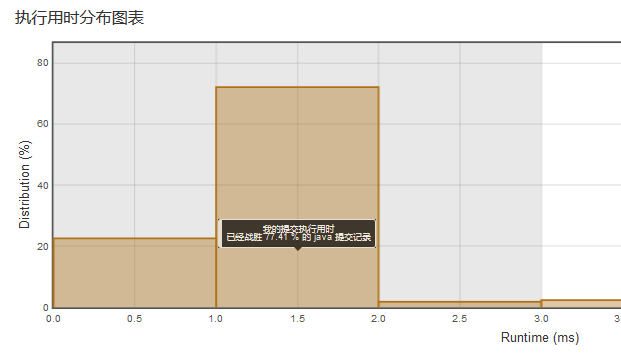 执行用时分布图表
80
60
40
20
0
Distribution (%)
我的提交执行用时
已经战胜 77.41 % 的 java 提交记录
0.0 0.5 1.0 1.5 2.0 2.5 3.0 3
Runtime (ms)